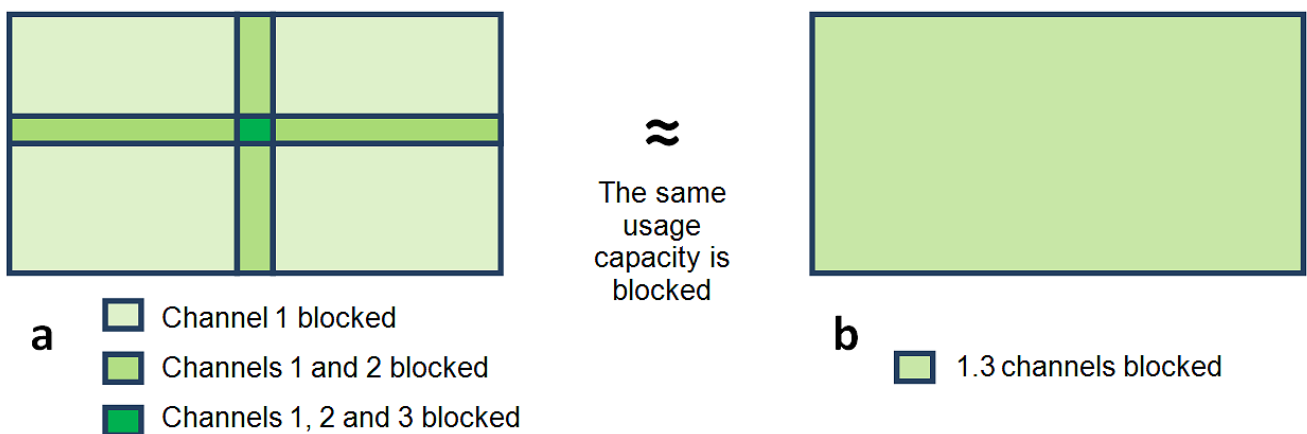 ≈
The same
usage
capacity is
blocked
a
Channel 1 blocked
Channels 1 and 2 blocked
Channels 1, 2 and 3 blocked
b
1.3 channels blocked